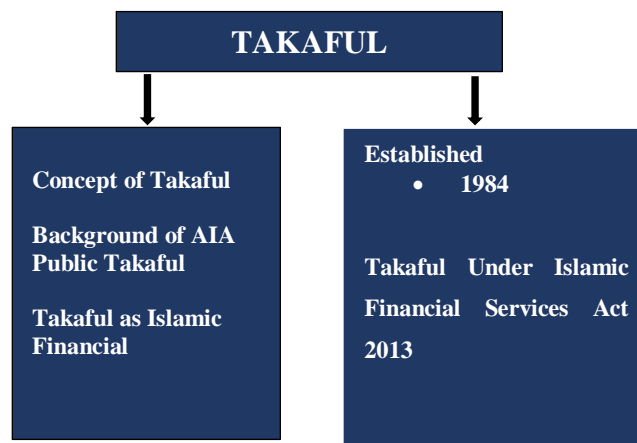 TAKAFUL
Concept of Takaful
Background of AIA
Public Takaful
Takaful as Islamic
Financial
Established
• 1984
Takaful Under Islamic
Financial Services Act
2013